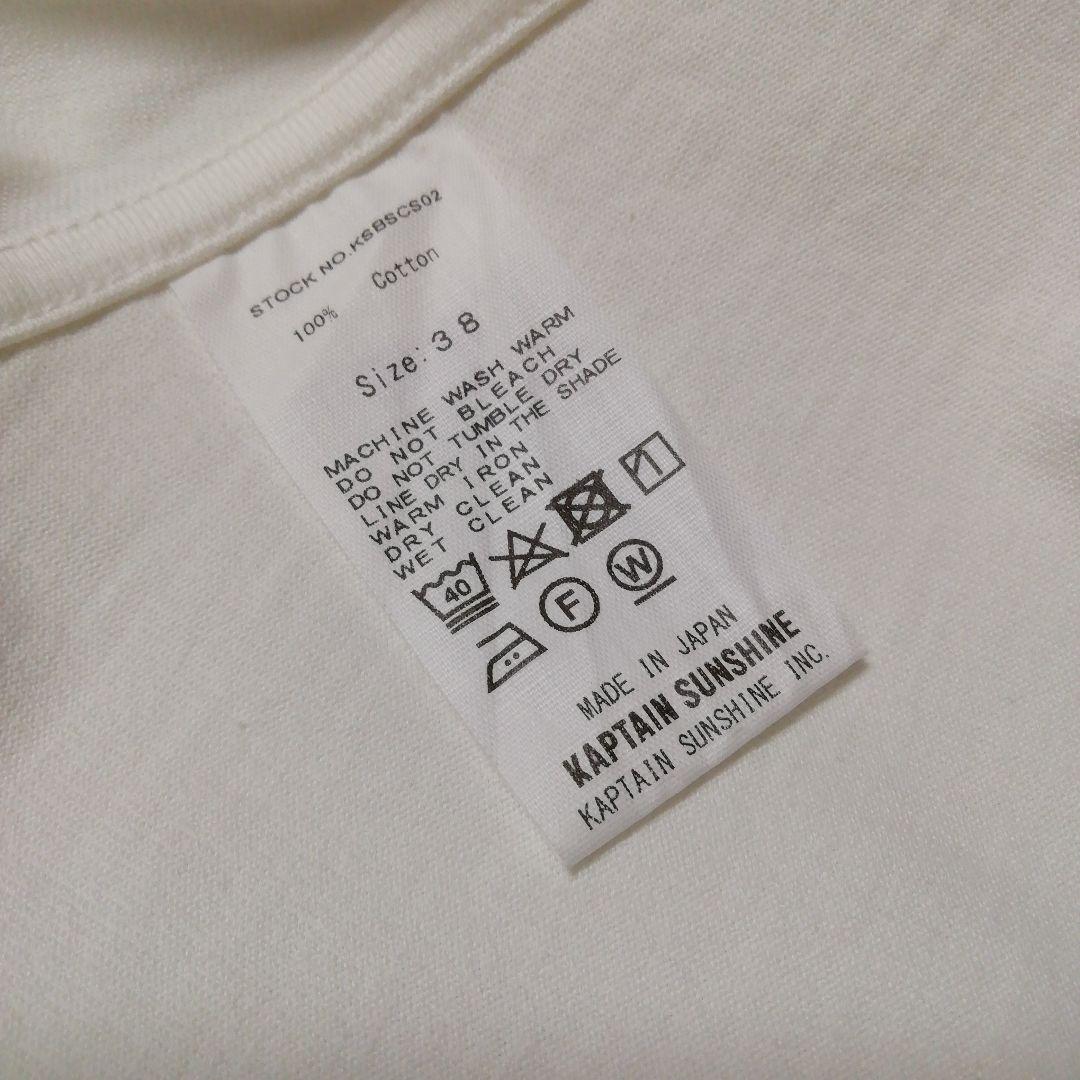 STOCK NO.KSBSCS02
100% Cotton
Size:38
MACHINE WASH WARM
DO NOT BLEACH
DO NOT TUMBLE DRY
LINE DRY IN THE SHADE
WARM IRON
DRY CLEAN
WET CLEAN
40
F W
MADE IN JAPAN
KAPTAIN SUNSHINE
KAPTAIN SUNSHINE INC.